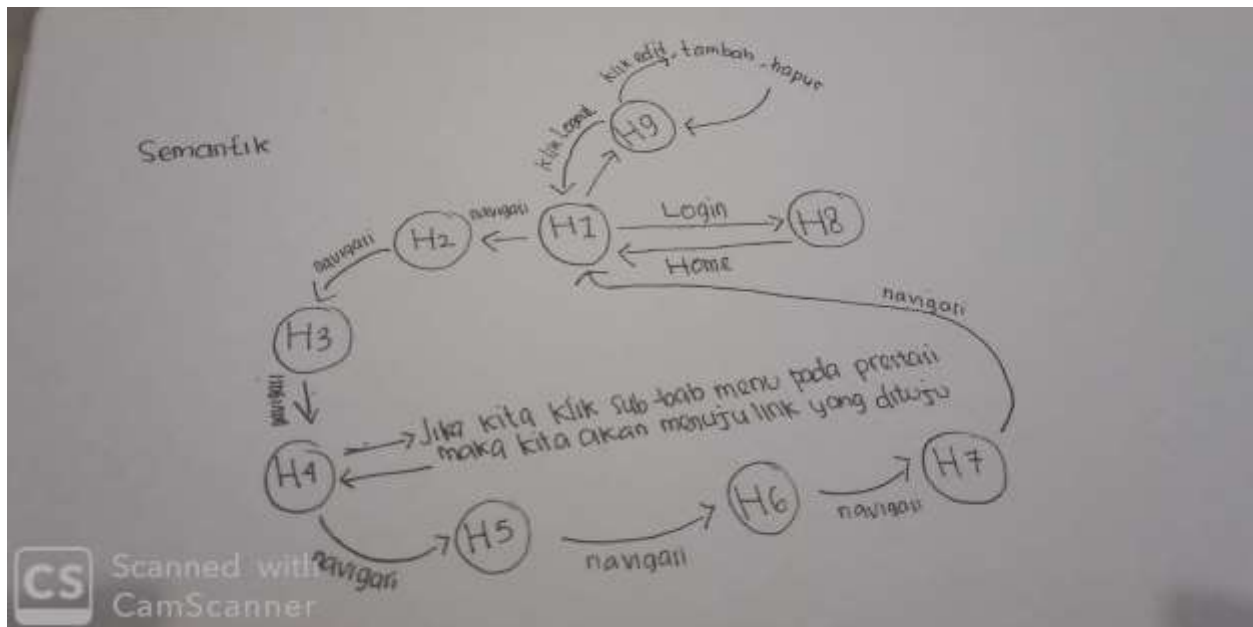 Semantik
klik edit, tambah, hapus
klik Logout
H9
navigasi
H2
H1
Login
H8
Home
navigasi
navigasi
H3
navigasi
Jika kita klik sub-bab menu pada prestasi
maka kita akan menuju link yang dituju
H4
H5
H6
H7
navigasi
navigasi
navigasi
CS
Scanned with
CamScanner